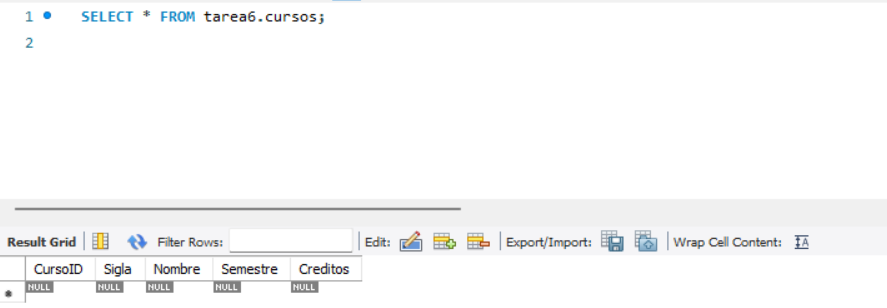 1 SELECT * FROM tarea6.cursos;
2
Result Grid Filter Rows: Edit: Export/Import: Wrap Cell Content: IA
CursoID Sigla Nombre Semestre Creditos
* NULL NULL NULL NULL NULL